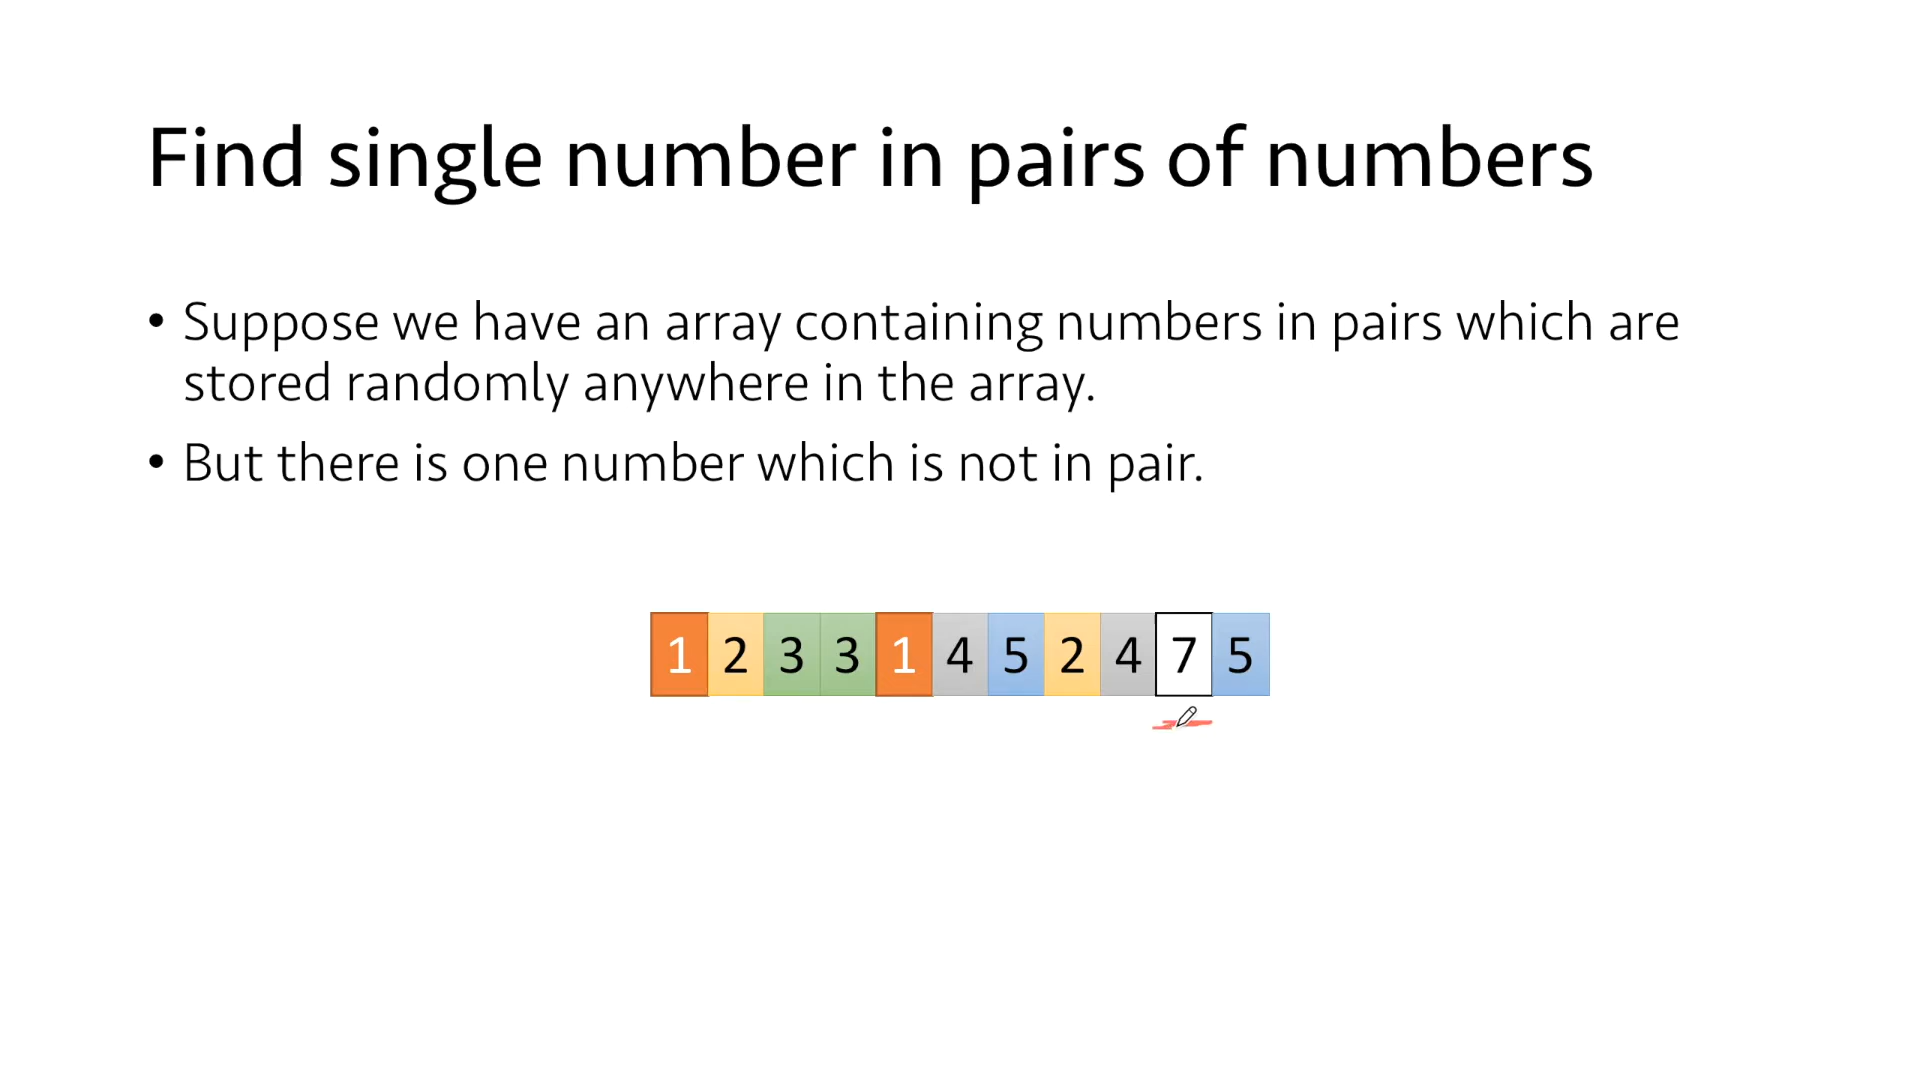 Find single number in pairs of numbers
• Suppose we have an array containing numbers in pairs which are
stored randomly anywhere in the array.
• But there is one number which is not in pair.
1 2 3 3 1 4 5 2 4 7 5